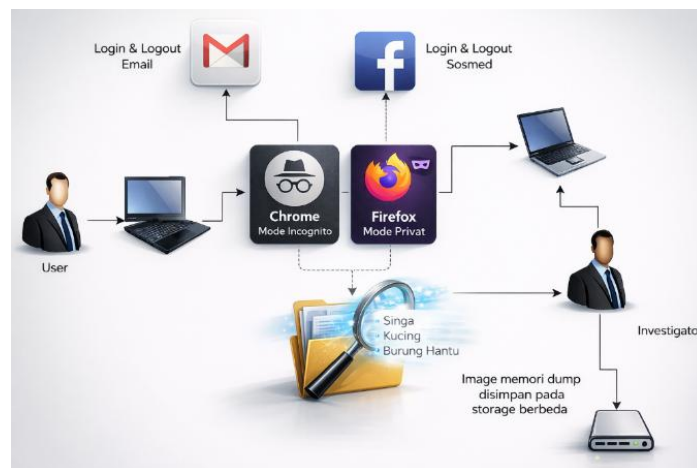 Login & Logout
Email
Login & Logout
Sosmed
Chrome
Mode Incognito
Firefox
Mode Privat
User
- Singa
- Kucing
- Burung Hantu
Investigato
Image memori dump
disimpan pada
storage berbeda